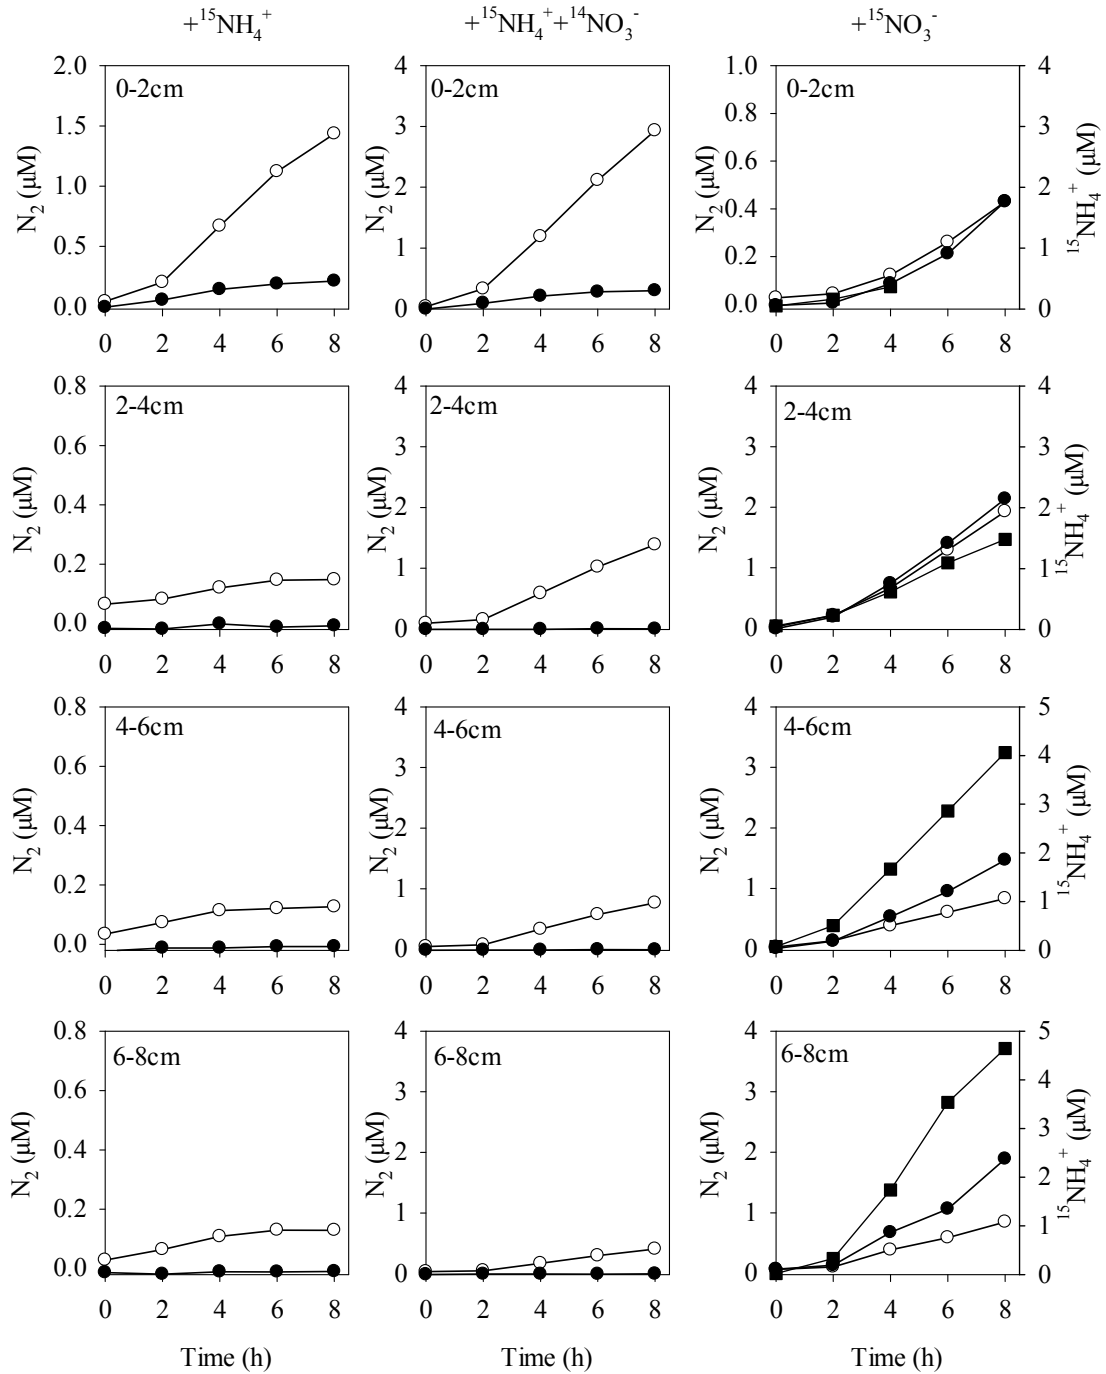 +¹⁵NH₄⁺ +¹⁵NH₄⁺+¹⁴NO₃⁻ +¹⁵NO₃⁻
0-2cm
N₂ (μM)
2.0
1.5
1.0
0.5
0.0
0 2 4 6 8
0-2cm
N₂ (μM)
4
3
2
1
0
0 2 4 6 8
0-2cm
N₂ (μM)
1.0
0.8
0.6
0.4
0.2
0.0
0 2 4 6 8
4
3
2
1
0
¹⁵NH₄⁺ (μM)
2-4cm
N₂ (μM)
0.8
0.6
0.4
0.2
0.0
0 2 4 6 8
2-4cm
N₂ (μM)
4
3
2
1
0
0 2 4 6 8
2-4cm
N₂ (μM)
4
3
2
1
0
0 2 4 6 8
4
3
2
1
0
¹⁵NH₄⁺ (μM)
4-6cm
N₂ (μM)
0.8
0.6
0.4
0.2
0.0
0 2 4 6 8
4-6cm
N₂ (μM)
4
3
2
1
0
0 2 4 6 8
4-6cm
N₂ (μM)
4
3
2
1
0
0 2 4 6 8
5
4
3
2
1
0
¹⁵NH₄⁺ (μM)
6-8cm
N₂ (μM)
0.8
0.6
0.4
0.2
0.0
0 2 4 6 8
Time (h)
6-8cm
N₂ (μM)
4
3
2
1
0
0 2 4 6 8
Time (h)
6-8cm
N₂ (μM)
4
3
2
1
0
0 2 4 6 8
Time (h)
5
4
3
2
1
0
¹⁵NH₄⁺ (μM)